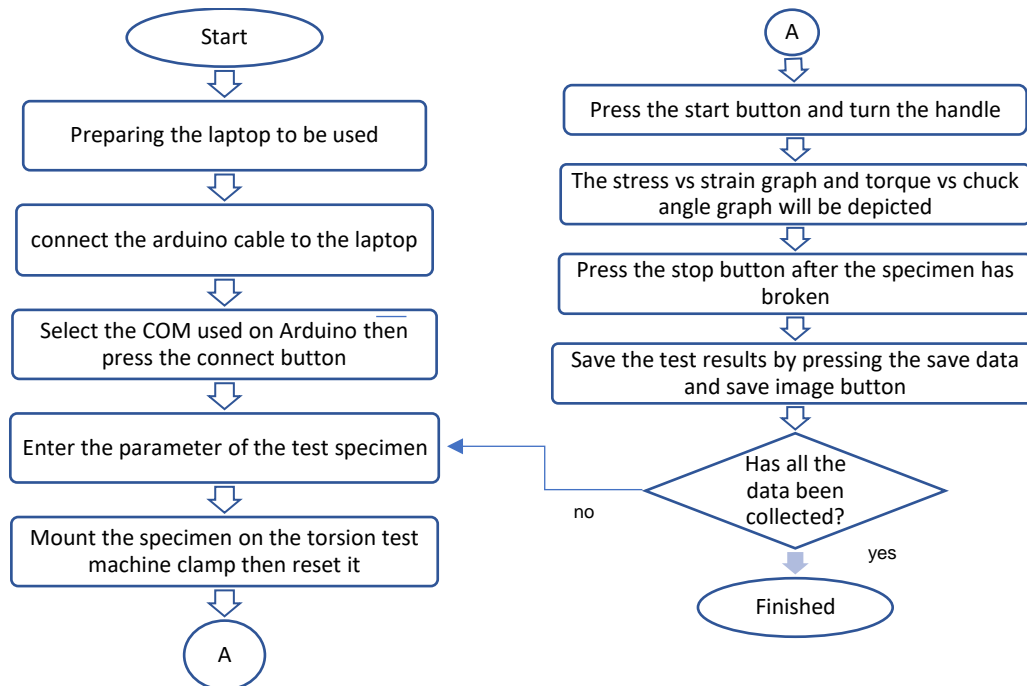 Start
Preparing the laptop to be used
connect the arduino cable to the laptop
Select the COM used on Arduino then
press the connect button
Enter the parameter of the test specimen
Mount the specimen on the torsion test
machine clamp then reset it
A
A
Press the start button and turn the handle
The stress vs strain graph and torque vs chuck
angle graph will be depicted
Press the stop button after the specimen has
broken
Save the test results by pressing the save data
and save image button
Has all the
data been
collected?
no
yes
Finished